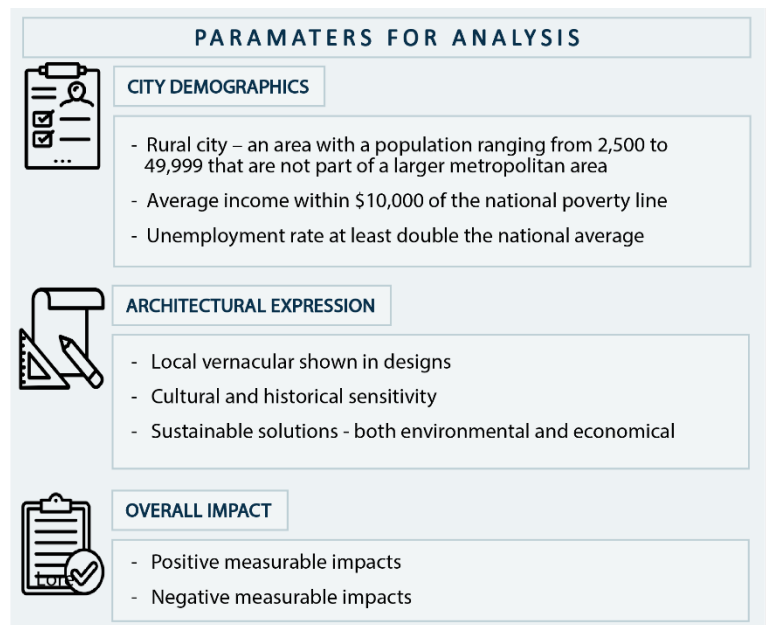 PARAMATERS FOR ANALYSIS
CITY DEMOGRAPHICS
- Rural city – an area with a population ranging from 2,500 to
49,999 that are not part of a larger metropolitan area
- Average income within $10,000 of the national poverty line
- Unemployment rate at least double the national average
ARCHITECTURAL EXPRESSION
- Local vernacular shown in designs
- Cultural and historical sensitivity
- Sustainable solutions - both environmental and economical
OVERALL IMPACT
- Positive measurable impacts
- Negative measurable impacts